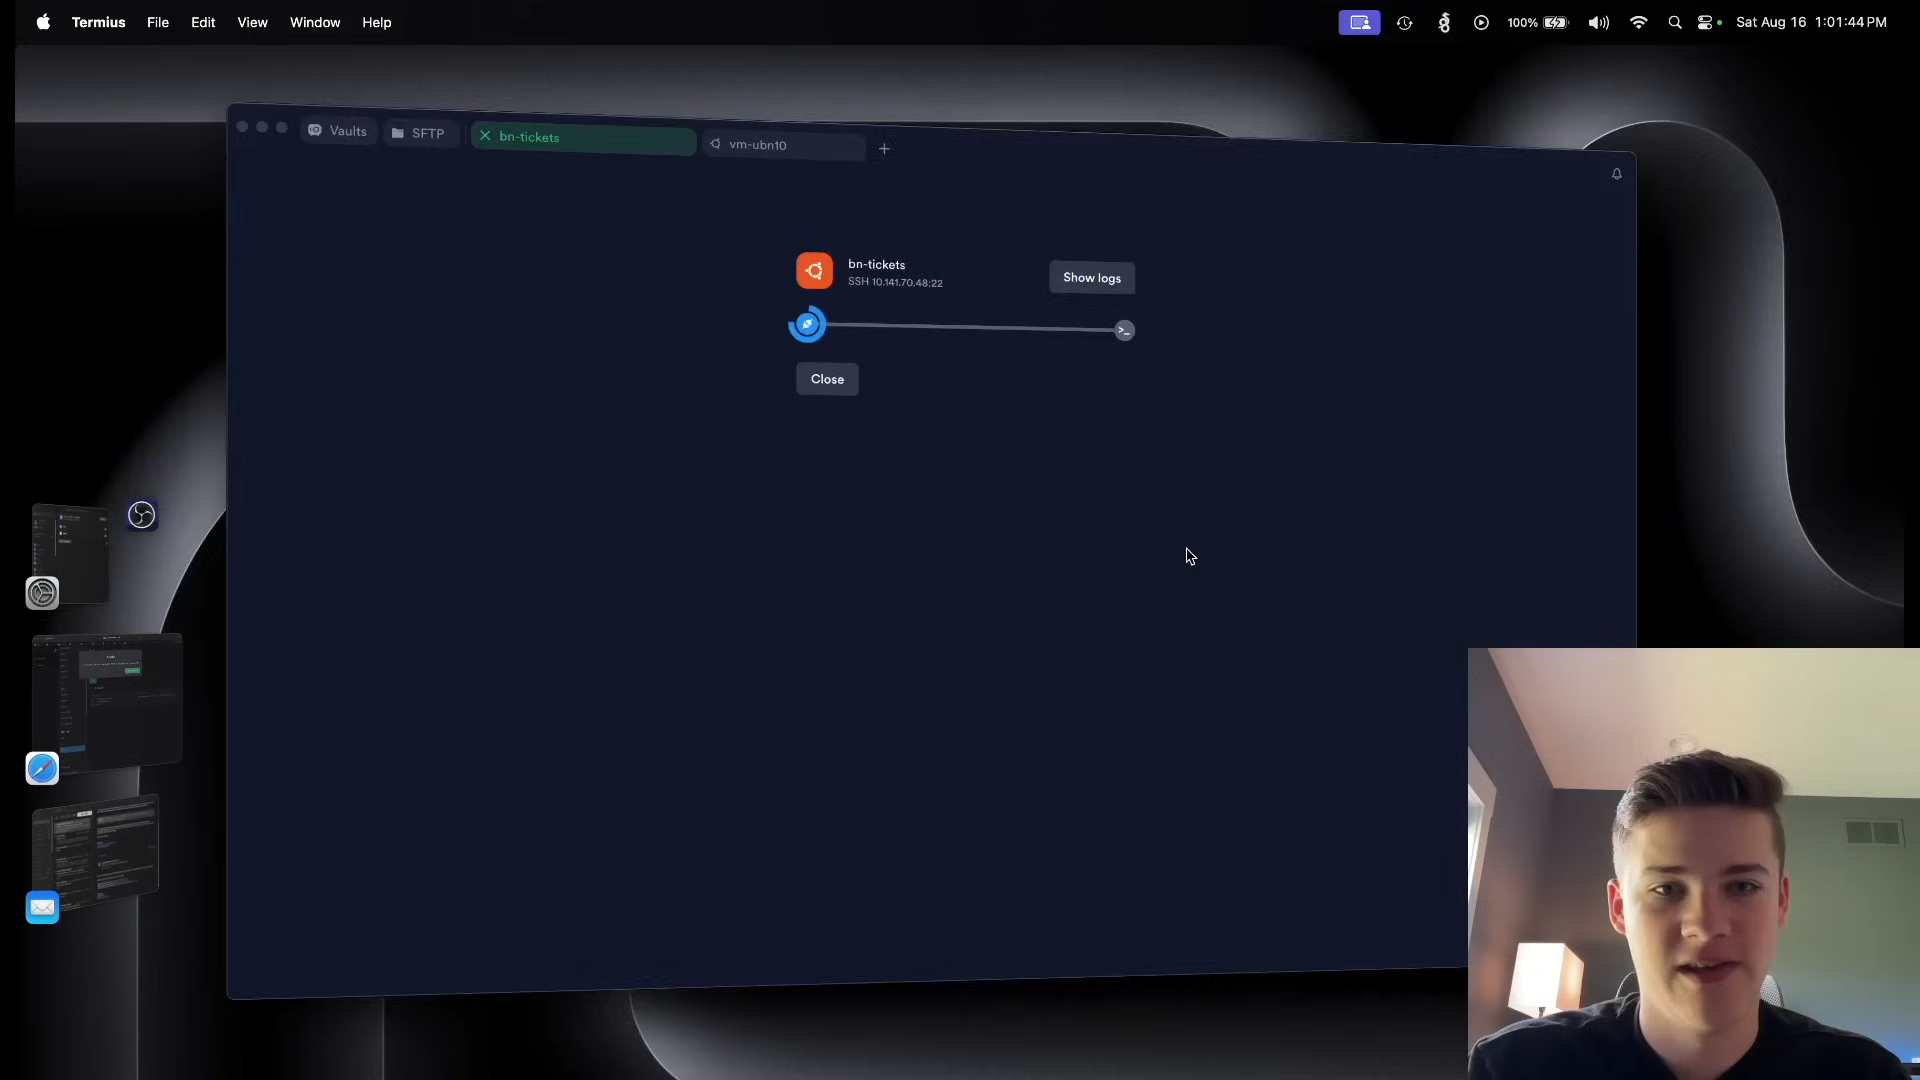 Termius File Edit View Window Help
100% Sat Aug 16 1:01:44 PM
Vaults SFTP bn-tickets vm-ubn10
bn-tickets
SSH 10.141.70.48:22
Show logs
Close